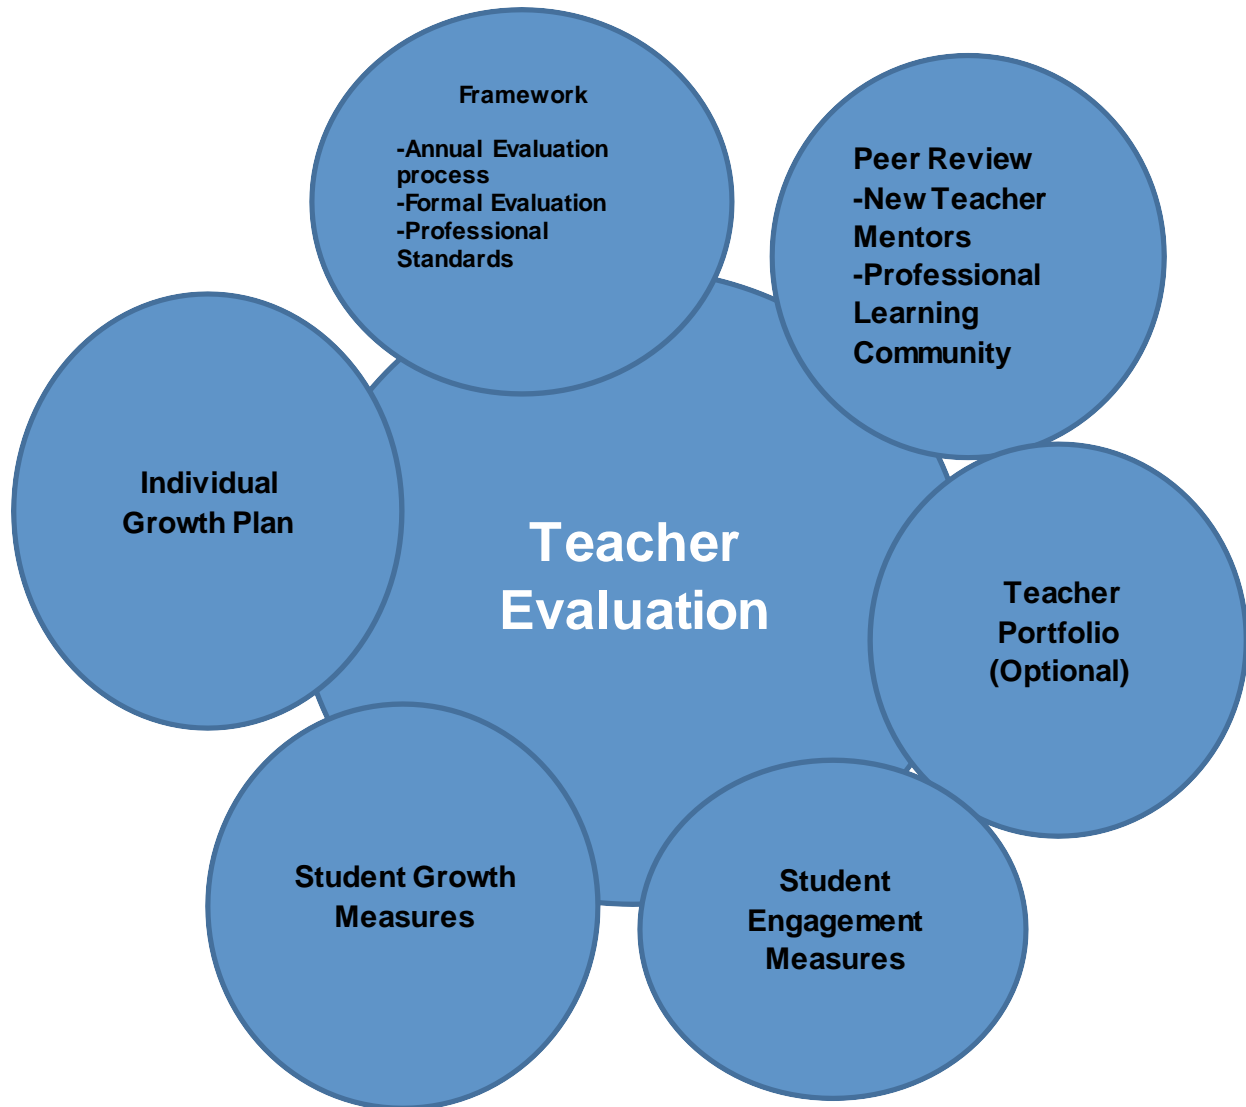 Framework
-Annual Evaluation
process
-Formal Evaluation
-Professional
Standards
Peer Review
-New Teacher
Mentors
-Professional
Learning
Community
Individual
Growth Plan
Teacher
Evaluation
Teacher
Portfolio
(Optional)
Student Growth
Measures
Student
Engagement
Measures